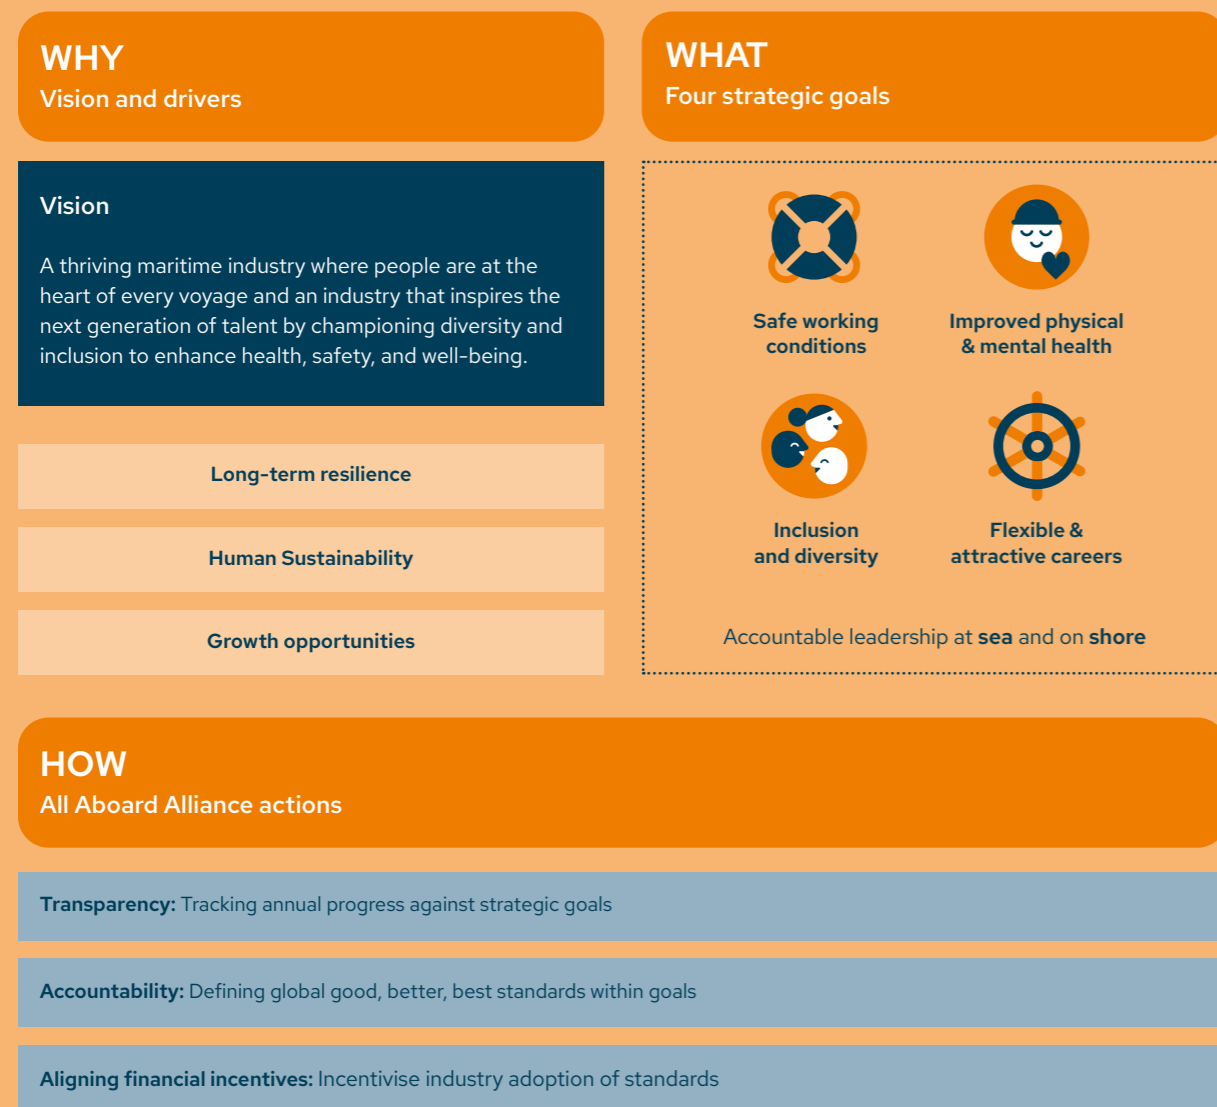 WHY
Vision and drivers
Vision
A thriving maritime industry where people are at the
heart of every voyage and an industry that inspires the
next generation of talent by championing diversity and
inclusion to enhance health, safety, and well-being.
Long-term resilience
Human Sustainability
Growth opportunities
WHAT
Four strategic goals
Safe working
conditions
Improved physical
& mental health
Inclusion
and diversity
Flexible &
attractive careers
Accountable leadership at sea and on shore
HOW
All Aboard Alliance actions
Transparency: Tracking annual progress against strategic goals
Accountability: Defining global good, better, best standards within goals
Aligning financial incentives: Incentivise industry adoption of standards